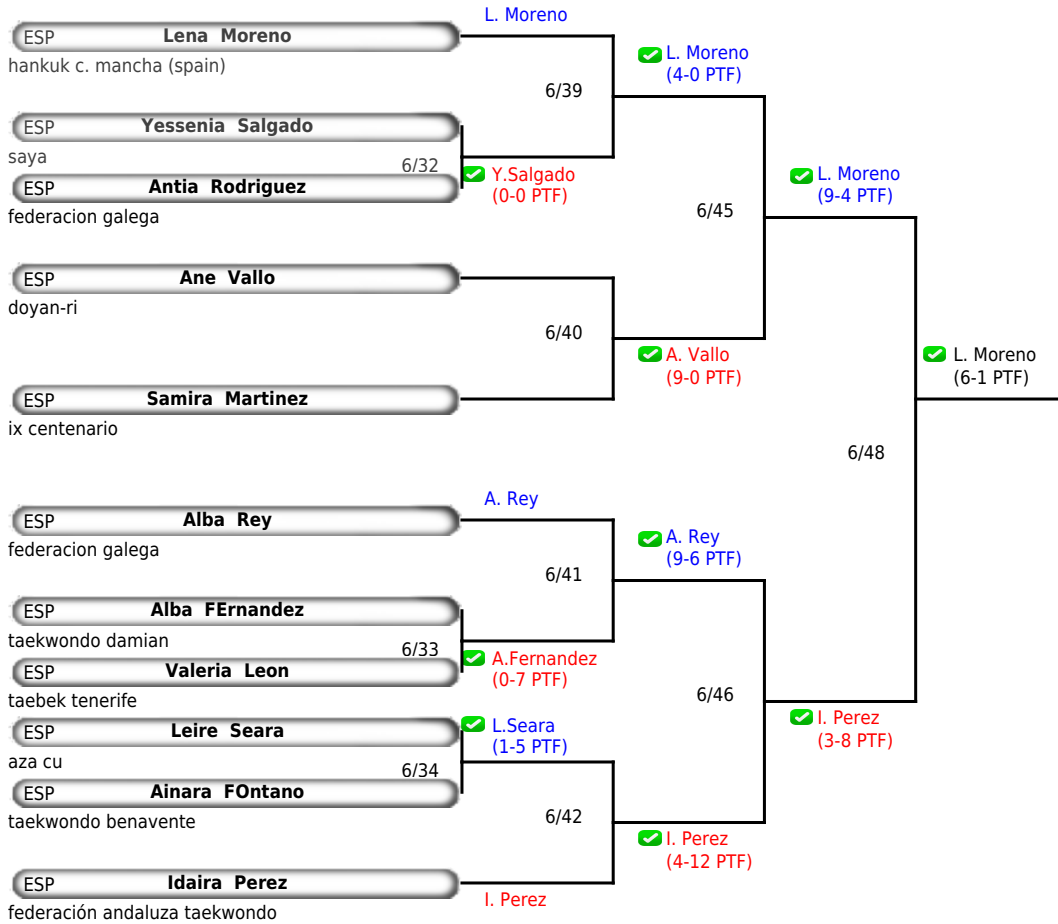 L. Moreno
ESP Lena Moreno
hankuk c. mancha (spain)
L. Moreno
(4-0 PTF)
6/39
ESP Yessenia Salgado
saya
6/32
Y.Salgado
(0-0 PTF)
ESP Antia Rodriguez
federacion galega
L. Moreno
(9-4 PTF)
6/45
ESP Ane Vallo
doyan-ri
6/40
A. Vallo
(9-0 PTF)
L. Moreno
(6-1 PTF)
ESP Samira Martinez
ix centenario
6/48
A. Rey
ESP Alba Rey
federacion galega
A. Rey
(9-6 PTF)
6/41
ESP Alba FErnandez
taekwondo damian
6/33
A.Fernandez
(0-7 PTF)
ESP Valeria Leon
taebek tenerife
6/46
I. Perez
(3-8 PTF)
L.Seara
(1-5 PTF)
ESP Leire Seara
aza cu
6/34
ESP Ainara FOntano
taekwondo benavente
6/42
I. Perez
(4-12 PTF)
ESP Idaira Perez
I. Perez
federación andaluza taekwondo